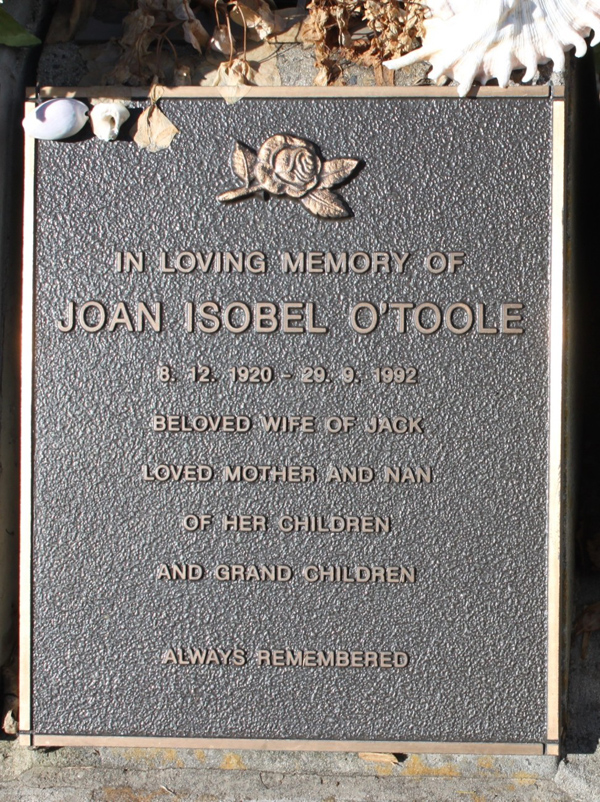 IN LOVING MEMORY OF
JOAN ISOBEL O'TOOLE
8. 12. 1920 - 29. 9. 1992
BELOVED WIFE OF JACK
LOVED MOTHER AND NAN
OF HER CHILDREN
AND GRAND CHILDREN
ALWAYS REMEMBERED